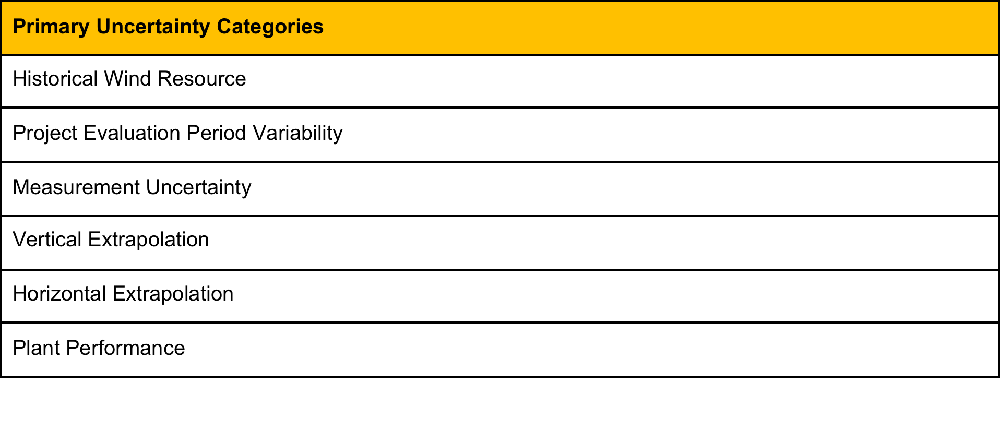 Primary Uncertainty Categories
Historical Wind Resource
Project Evaluation Period Variability
Measurement Uncertainty
Vertical Extrapolation
Horizontal Extrapolation
Plant Performance